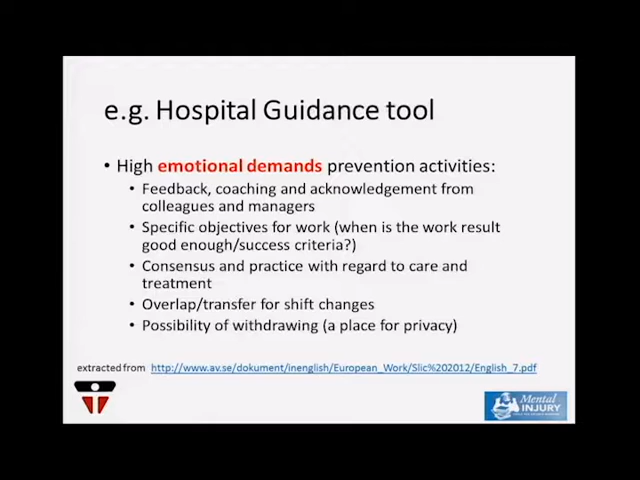 e.g. Hospital Guidance tool
• High emotional demands prevention activities:
• Feedback, coaching and acknowledgement from
colleagues and managers
• Specific objectives for work (when is the work result
good enough/success criteria?)
• Consensus and practice with regard to care and
treatment
• Overlap/transfer for shift changes
• Possibility of withdrawing (a place for privacy)
extracted from http://www.av.se/dokument/inenglish/European_Work/Slic%202012/English_7.pdf
Mental
INJURY